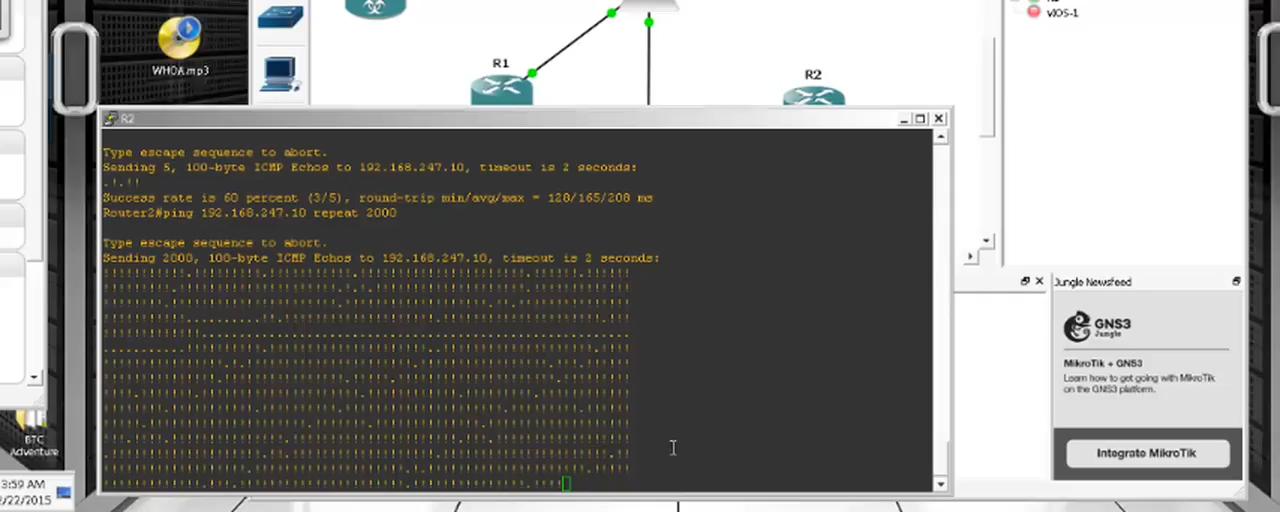 WHOA.mp3
R1
R2
vIOS-1
R2
Type escape sequence to abort.
Sending 5, 100-byte ICMP Echos to 192.168.247.10, timeout is 2 seconds:
.!.!!
Success rate is 60 percent (3/5), round-trip min/avg/max = 128/165/208 ms
Router2#ping 192.168.247.10 repeat 2000
Type escape sequence to abort.
Sending 2000, 100-byte ICMP Echos to 192.168.247.10, timeout is 2 seconds:
Jungle Newsfeed
GNS3
Jungle
MikroTik + GNS3
Learn how to get going with MikroTik
on the GNS3 platform.
Integrate MikroTik
BTC
Adventure
3:59 AM
/22/2015